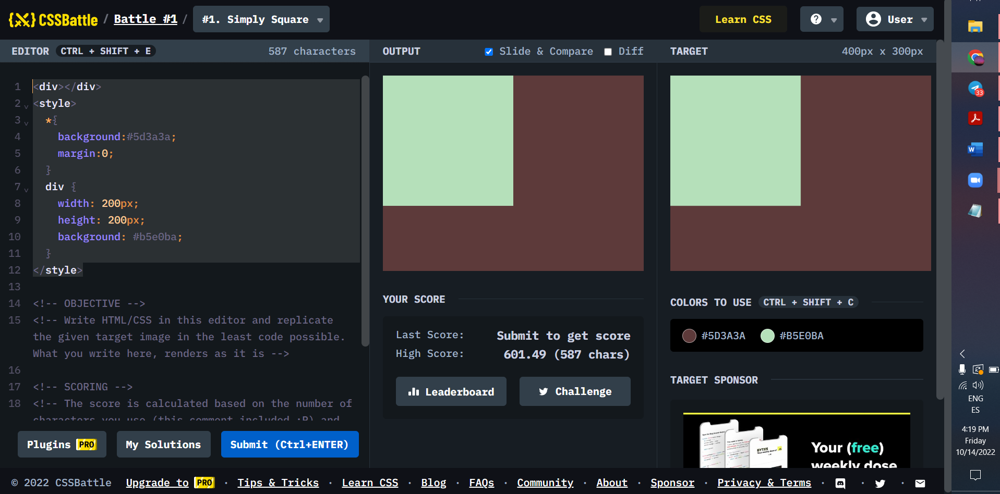 {X} CSSBattle / Battle #1 / #1. Simply Square
Learn CSS
User
EDITOR CTRL + SHIFT + E 587 characters
OUTPUT Slide & Compare Diff
TARGET 400px x 300px
1 <div></div>
2 <style>
3 *{
4 background:#5d3a3a;
5 margin:0;
6 }
7 div {
8 width: 200px;
9 height: 200px;
10 background: #b5e0ba;
11 }
12 </style>
13
14 <!-- OBJECTIVE -->
15 <!-- Write HTML/CSS in this editor and replicate
the given target image in the least code possible.
What you write here, renders as it is -->
16
17 <!-- SCORING -->
18 <!-- The score is calculated based on the number of
characters you use (this comment included :P) and
Plugins PRO
My Solutions
Submit (Ctrl+ENTER)
YOUR SCORE
Last Score: Submit to get score
High Score: 601.49 (587 chars)
Leaderboard
Challenge
COLORS TO USE CTRL + SHIFT + C
#5D3A3A #B5E0BA
TARGET SPONSOR
BYTES
Your (free)
weekly dose
© 2022 CSSBattle Upgrade to PRO · Tips & Tricks · Learn CSS · Blog · FAQs · Community · About · Sponsor · Privacy & Terms · · ·
33
W
ENG
ES
4:19 PM
Friday
10/14/2022